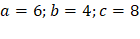 a = 6; b = 4; c = 8